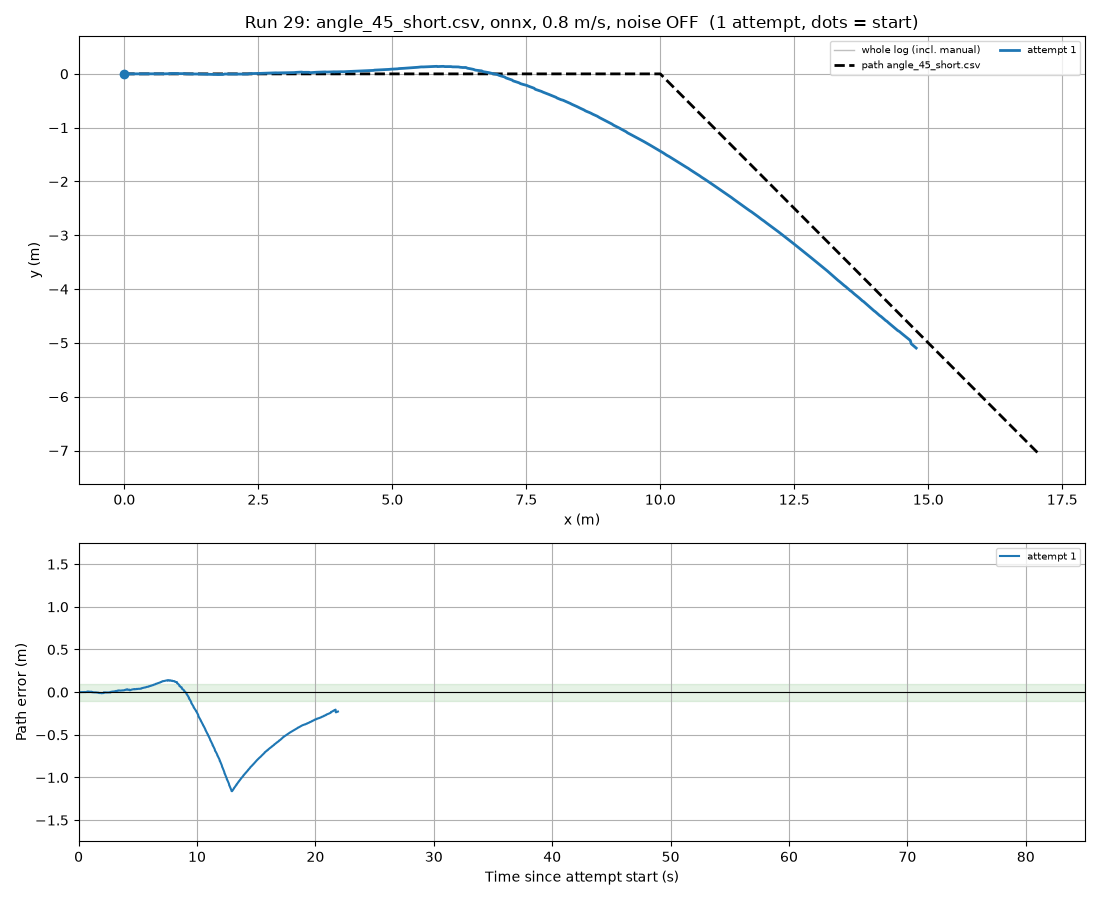 Run 29: angle_45_short.csv, onnx, 0.8 m/s, noise OFF  (1 attempt, dots = start)
whole log (incl. manual)
path angle_45_short.csv
attempt 1
y (m)
0
−1
−2
−3
−4
−5
−6
−7
0.0 2.5 5.0 7.5 10.0 12.5 15.0 17.5
x (m)
attempt 1
Path error (m)
1.5
1.0
0.5
0.0
−0.5
−1.0
−1.5
0 10 20 30 40 50 60 70 80
Time since attempt start (s)